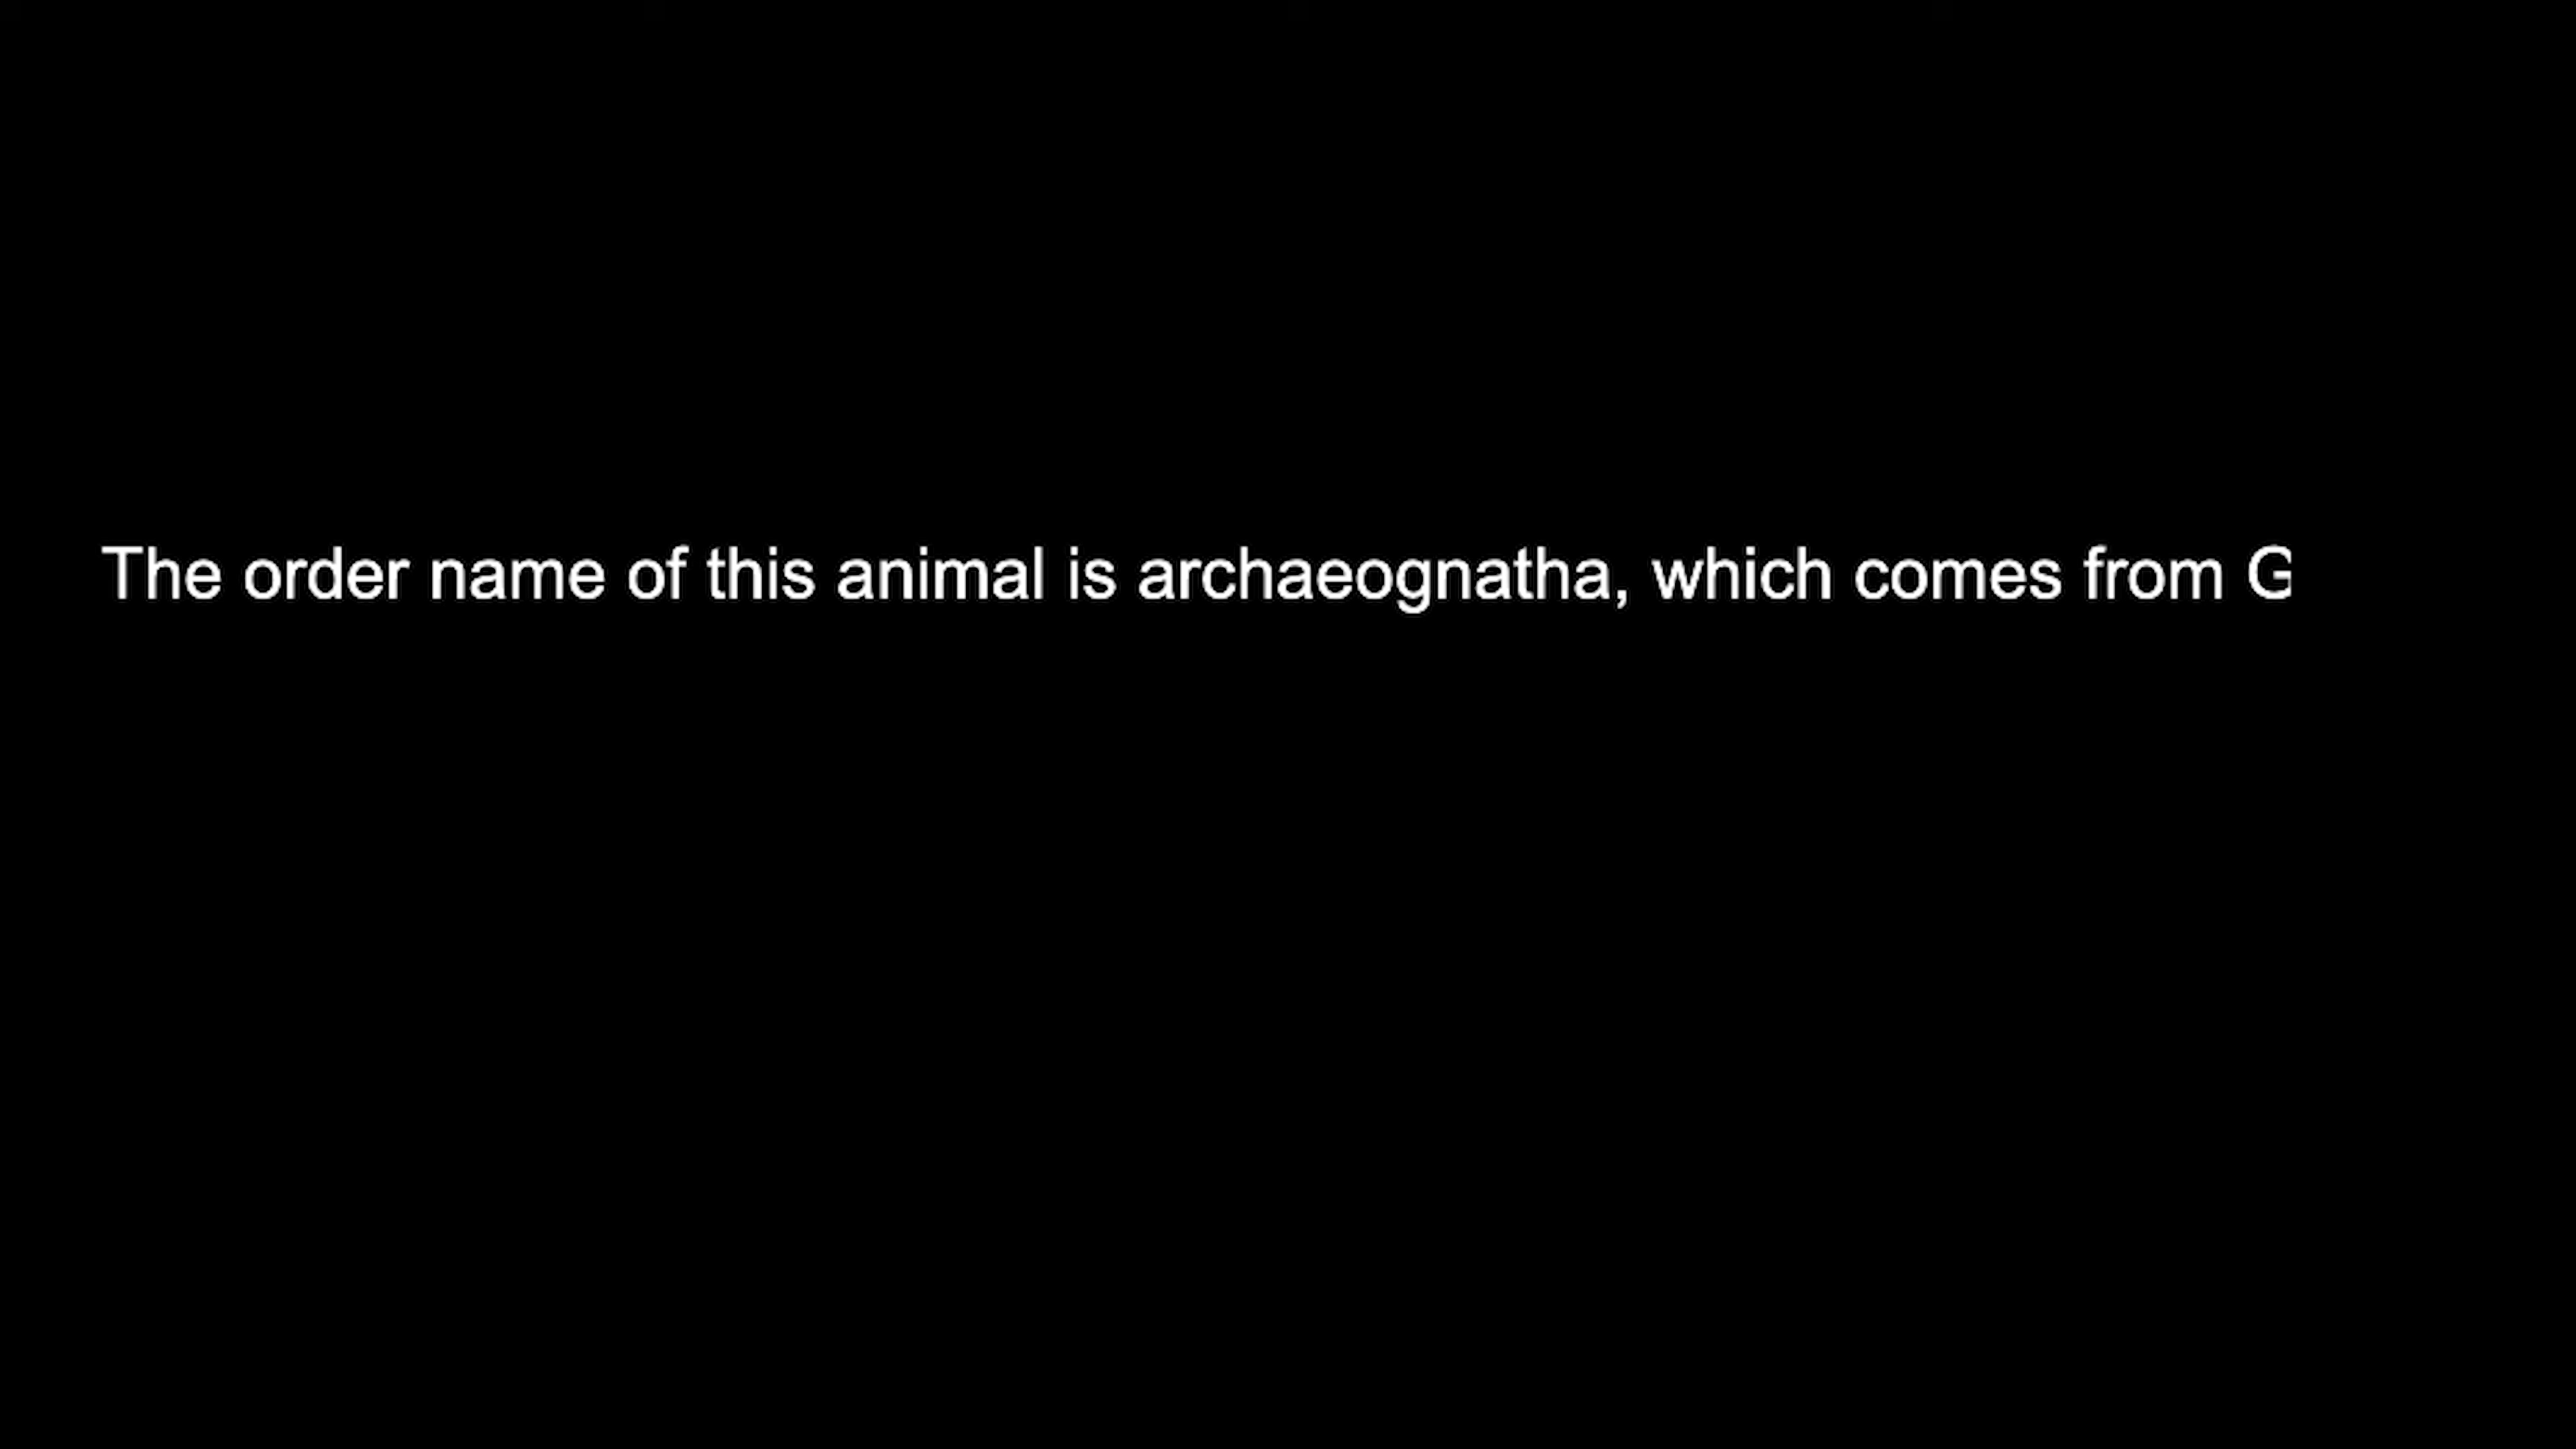 The order name of this animal is archaeognatha, which comes from G